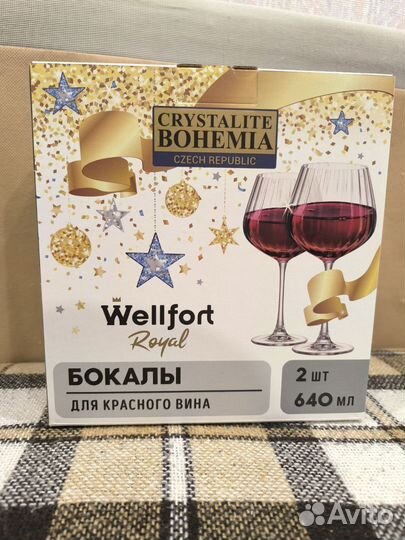 CRYSTALITE
BOHEMIA
CZECH REPUBLIC
Wellfort
Royal
БОКАЛЫ
ДЛЯ КРАСНОГО ВИНА
2 ШТ
640 МЛ
Avito